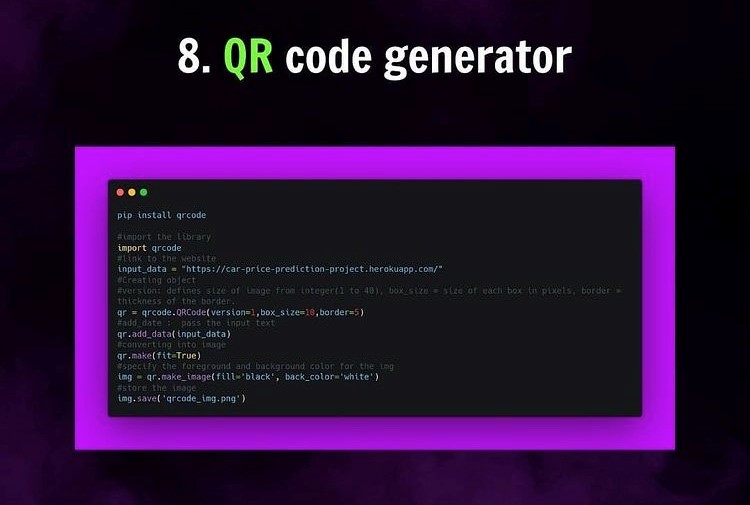 8. QR code generator
pip install qrcode
#import the library
import qrcode
#link to the website
input_data = "https://car-price-prediction-project.herokuapp.com/"
#Creating object
#version: defines size of image from integer(1 to 40), box_size = size of each box in pixels, border =
thickness of the border.
qr = qrcode.QRCode(version=1,box_size=10,border=5)
#add_date :  pass the input text
qr.add_data(input_data)
#converting into image
qr.make(fit=True)
#specify the foreground and background color for the img
img = qr.make_image(fill='black', back_color='white')
#store the image
img.save('qrcode_img.png')